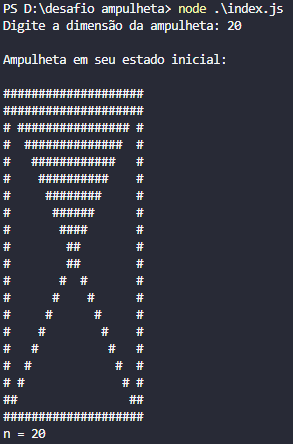 PS D:\desafio ampulheta> node .\index.js
Digite a dimensão da ampulheta: 20
Ampulheta em seu estado inicial:
####################
####################
# ################ #
#  ##############  #
#   ############   #
#    ##########    #
#     ########     #
#      ######      #
#       ####       #
#        ##        #
#        ##        #
#       #  #       #
#      #    #      #
#     #      #     #
#    #        #    #
#   #          #   #
#  #            #  #
# #              # #
##                ##
####################
n = 20